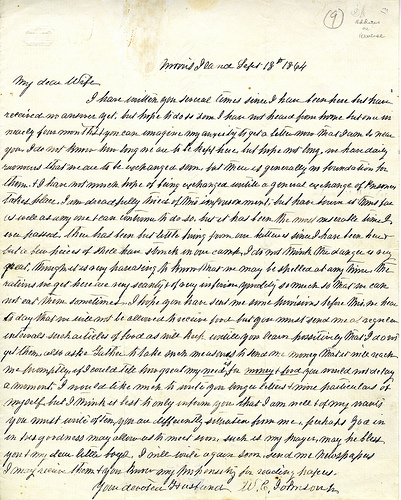 (9)
Address
on
Reverse
Morris Island Sept 18th 1864
My dear Wife
I have written you several times since I have been here but have
received no answer yet, but hope to do so soon I have not heard from home but once in
nearly four months you can imagine my anxiety to get a letter now that I am so near
you. I do not know how long we are to be kept here but hope not long, we have daily
rumors that we are to be exchanged soon but there is generally no foundation for
them & I have not much hope of being exchanged until a general exchange of Prisoners
takes place. I am dreadfully tired of this imprisonment, but have borne it thus far
as well as any one can & continue to do so, but it has been the most miserable time I
ever passed. there has been but little firing from our batteries since I have been here
but a few pieces of shell have struck in our camp, I do not think the danger is very
great, though it is very harassing to know that we may be shelled at any time. The
rations we get here are very scanty & of very inferior quality so much so that we can
not eat them sometimes. I hope you have sent me some provisions before this, we hear
to day that we will not be allowed to receive food but you must send me at regular
intervals such articles of food as will keep until you learn positively that I do not
get them, also ask Father to take such measures to send me money that it will reach
me promptly if I could tell how great my need for money & food you would not delay
a moment. I would like much to write you longer letters & more particulars of
myself but I think it best to only inform you that I am well & of my wants
you must write often, you are differently situated from me. perhaps God in
his goodness may allow us to meet soon, such is my prayer, may he bless
you & my dear little boys. I will write again soon. send me Newspapers
I may receive them & you know my propensity for reading papers.
Your devoted Husband W. E. Johnson Jr